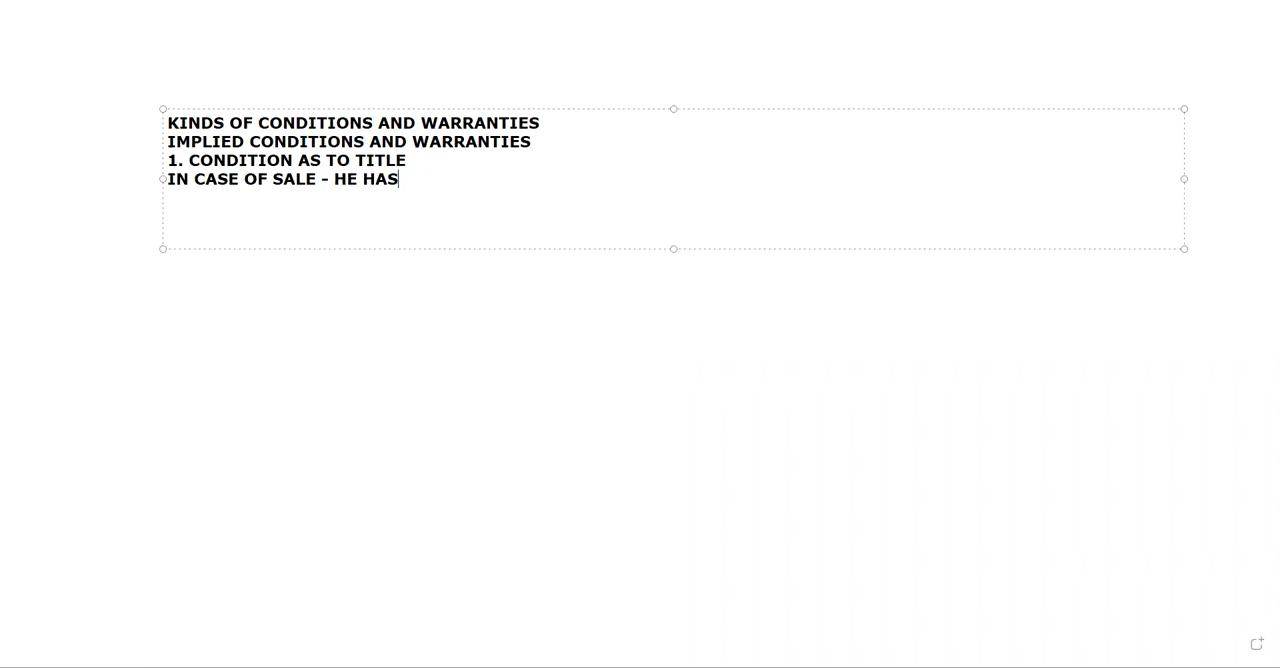 KINDS OF CONDITIONS AND WARRANTIES
IMPLIED CONDITIONS AND WARRANTIES
1. CONDITION AS TO TITLE
IN CASE OF SALE - HE HAS